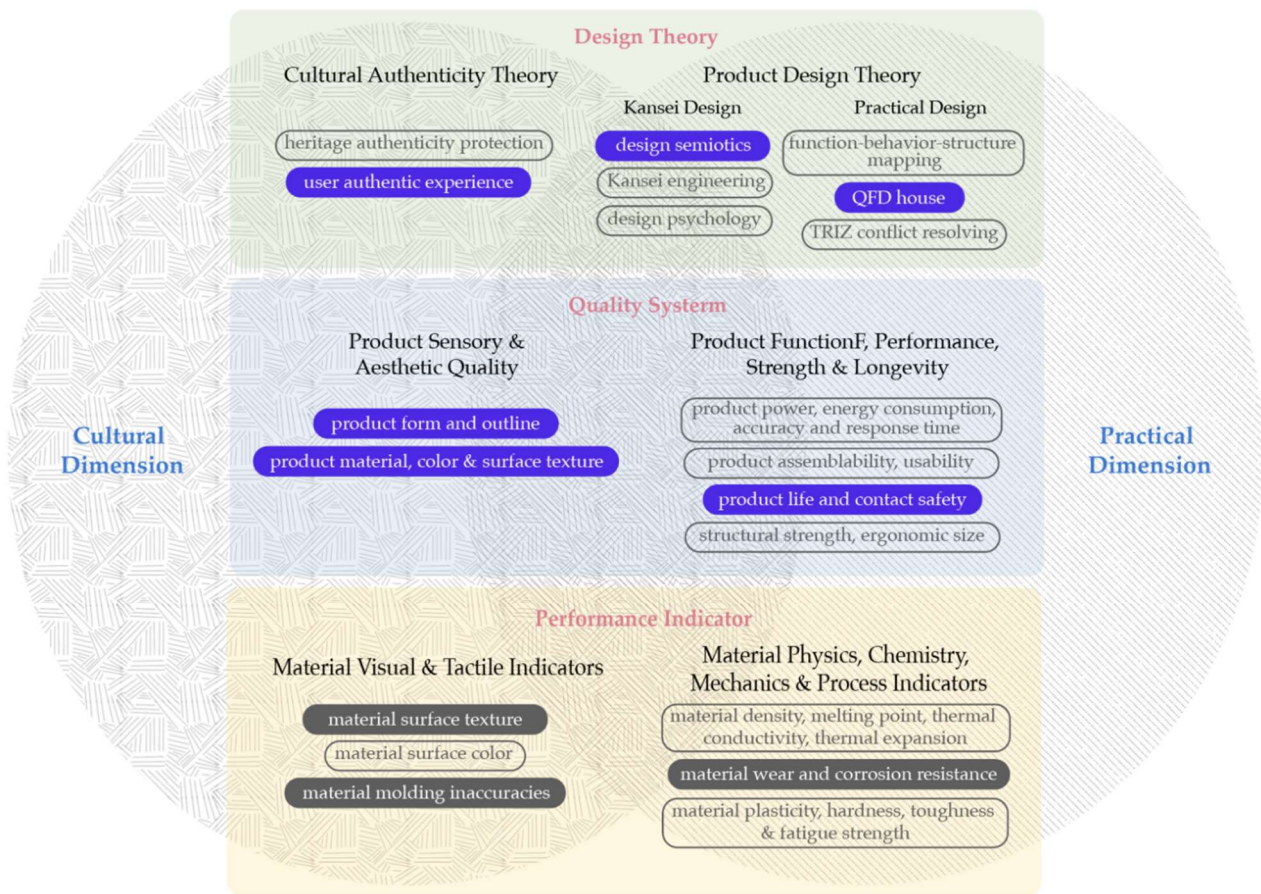 Design Theory
Cultural Authenticity Theory
Product Design Theory
Kansei Design
Practical Design
heritage authenticity protection
user authentic experience
design semiotics
Kansei engineering
design psychology
function-behavior-structure
mapping
QFD house
TRIZ conflict resolving
Quality Systerm
Product Sensory &
Aesthetic Quality
Product FunctionF, Performance,
Strength & Longevity
product form and outline
product material, color & surface texture
product power, energy consumption,
accuracy and response time
product assemblability, usability
product life and contact safety
structural strength, ergonomic size
Cultural
Dimension
Practical
Dimension
Performance Indicator
Material Visual & Tactile Indicators
Material Physics, Chemistry,
Mechanics & Process Indicators
material surface texture
material surface color
material molding inaccuracies
material density, melting point, thermal
conductivity, thermal expansion
material wear and corrosion resistance
material plasticity, hardness, toughness
& fatigue strength